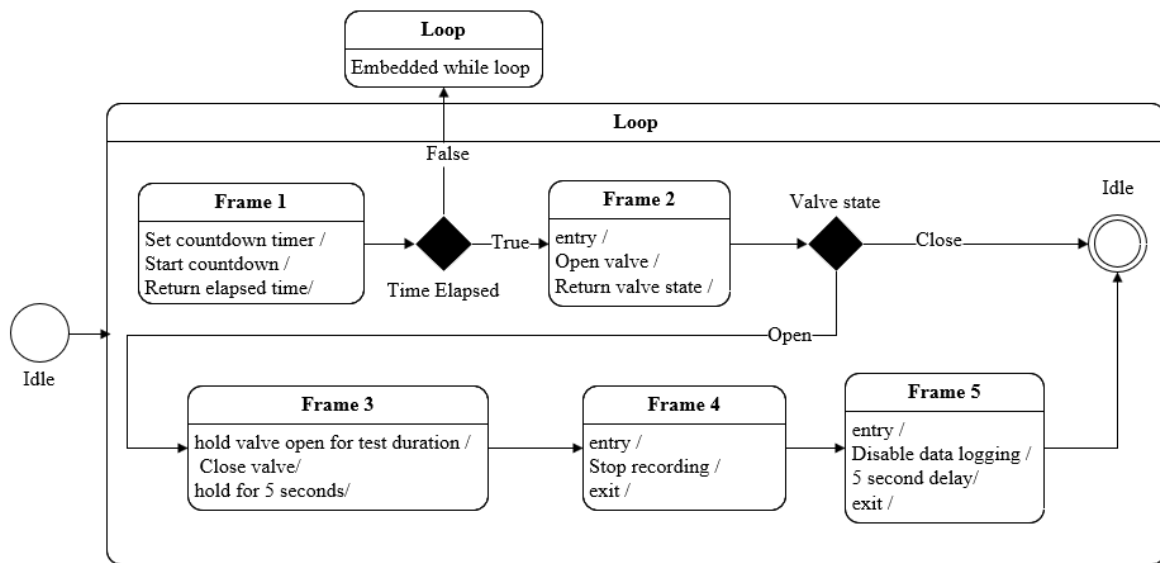 Loop
Embedded while loop
Loop
False
Frame 1
Set countdown timer /
Start countdown /
Return elapsed time/
Time Elapsed
True
Frame 2
entry /
Open valve /
Return valve state /
Valve state
Close
Idle
Open
Idle
Frame 3
hold valve open for test duration /
Close valve/
hold for 5 seconds/
Frame 4
entry /
Stop recording /
exit /
Frame 5
entry /
Disable data logging /
5 second delay/
exit /